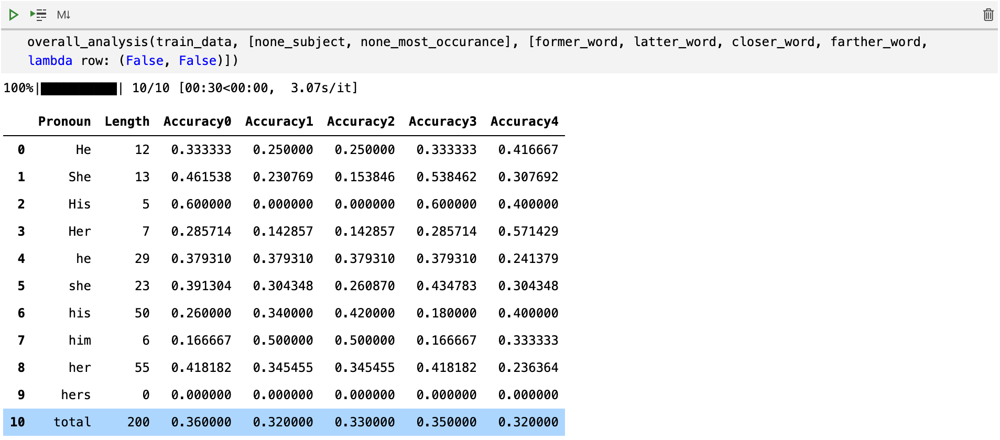 M↓
overall_analysis(train_data, [none_subject, none_most_occurance], [former_word, latter_word, closer_word, farther_word,
lambda row: (False, False)])
100%|██████████| 10/10 [00:30<00:00,  3.07s/it]
Pronoun Length Accuracy0 Accuracy1 Accuracy2 Accuracy3 Accuracy4
0 He 12 0.333333 0.250000 0.250000 0.333333 0.416667
1 She 13 0.461538 0.230769 0.153846 0.538462 0.307692
2 His 5 0.600000 0.000000 0.000000 0.600000 0.400000
3 Her 7 0.285714 0.142857 0.142857 0.285714 0.571429
4 he 29 0.379310 0.379310 0.379310 0.379310 0.241379
5 she 23 0.391304 0.304348 0.260870 0.434783 0.304348
6 his 50 0.260000 0.340000 0.420000 0.180000 0.400000
7 him 6 0.166667 0.500000 0.500000 0.166667 0.333333
8 her 55 0.418182 0.345455 0.345455 0.418182 0.236364
9 hers 0 0.000000 0.000000 0.000000 0.000000 0.000000
10 total 200 0.360000 0.320000 0.330000 0.350000 0.320000